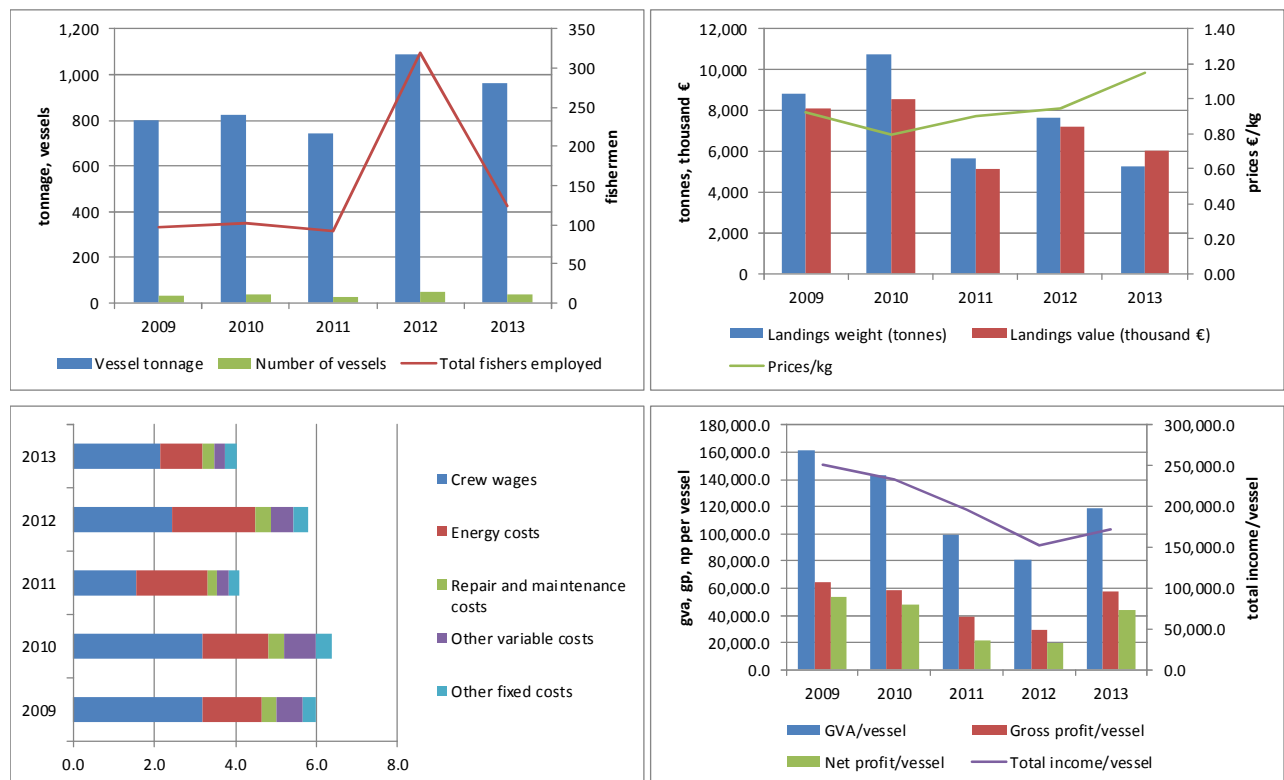 1,200
1,000
800
600
400
200
0
tonnage, vessels
350
300
250
200
150
100
50
0
fishermen
2009 2010 2011 2012 2013
Vessel tonnage Number of vessels Total fishers employed
12,000
10,000
8,000
6,000
4,000
2,000
0
tonnes, thousand €
1.40
1.20
1.00
0.80
0.60
0.40
0.20
0.00
prices €/kg
2009 2010 2011 2012 2013
Landings weight (tonnes) Landings value (thousand €)
Prices/kg
2013
2012
2011
2010
2009
0.0 2.0 4.0 6.0 8.0
Crew wages
Energy costs
Repair and maintenance
costs
Other variable costs
Other fixed costs
180,000.0
160,000.0
140,000.0
120,000.0
100,000.0
80,000.0
60,000.0
40,000.0
20,000.0
0.0
gva, gp, np per vessel
300,000.0
250,000.0
200,000.0
150,000.0
100,000.0
50,000.0
0.0
total income/vessel
2009 2010 2011 2012 2013
GVA/vessel Gross profit/vessel
Net profit/vessel Total income/vessel